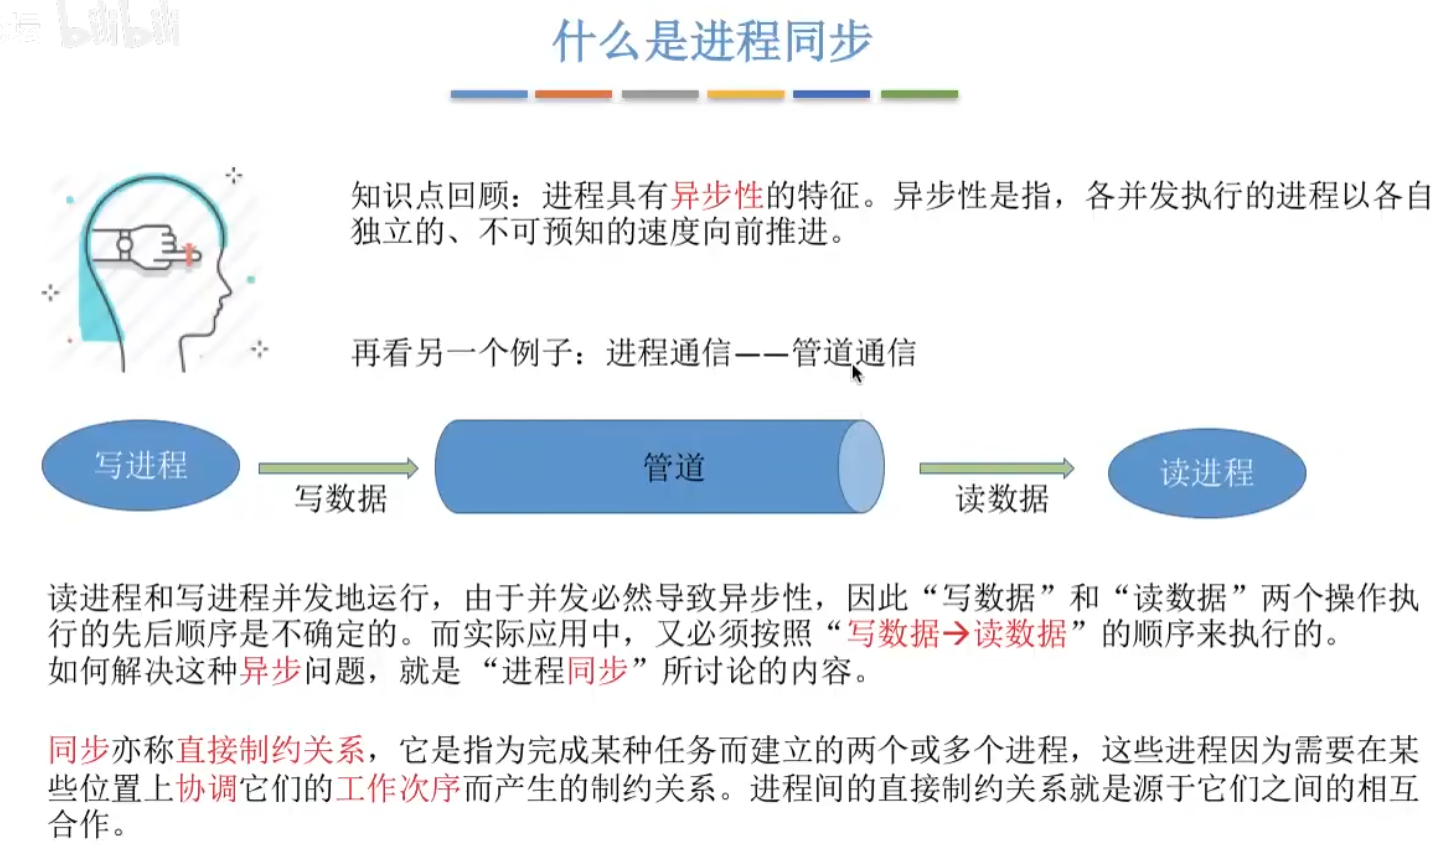 坛 bilibili
什么是进程同步
知识点回顾：进程具有异步性的特征。异步性是指，各并发执行的进程以各自
独立的、不可预知的速度向前推进。
再看另一个例子：进程通信——管道通信
写进程
写数据
管道
读数据
读进程
读进程和写进程并发地运行，由于并发必然导致异步性，因此“写数据”和“读数据”两个操作执
行的先后顺序是不确定的。而实际应用中，又必须按照“写数据→读数据”的顺序来执行的。
如何解决这种异步问题，就是 “进程同步”所讨论的内容。
同步亦称直接制约关系，它是指为完成某种任务而建立的两个或多个进程，这些进程因为需要在某
些位置上协调它们的工作次序而产生的制约关系。进程间的直接制约关系就是源于它们之间的相互
合作。